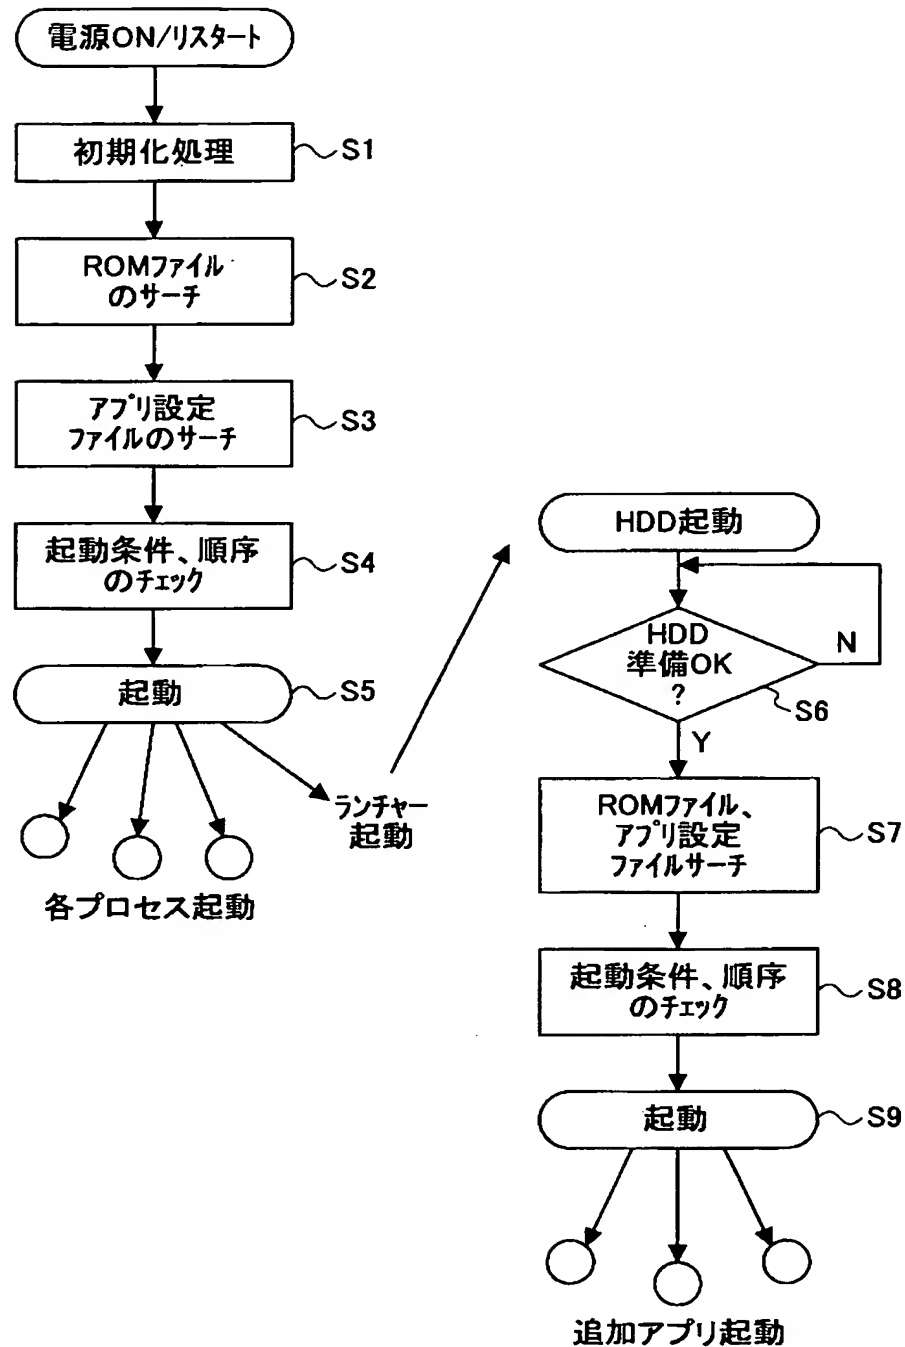 電源ON/リスタート
初期化処理
S1
ROMファイル
のサーチ
S2
アプリ設定
ファイルのサーチ
S3
起動条件、順序
のチェック
S4
起動
S5
各プロセス起動
ランチャー
起動
HDD起動
HDD
準備OK
?
N
S6
Y
ROMファイル、
アプリ設定
ファイルサーチ
S7
起動条件、順序
のチェック
S8
起動
S9
追加アプリ起動